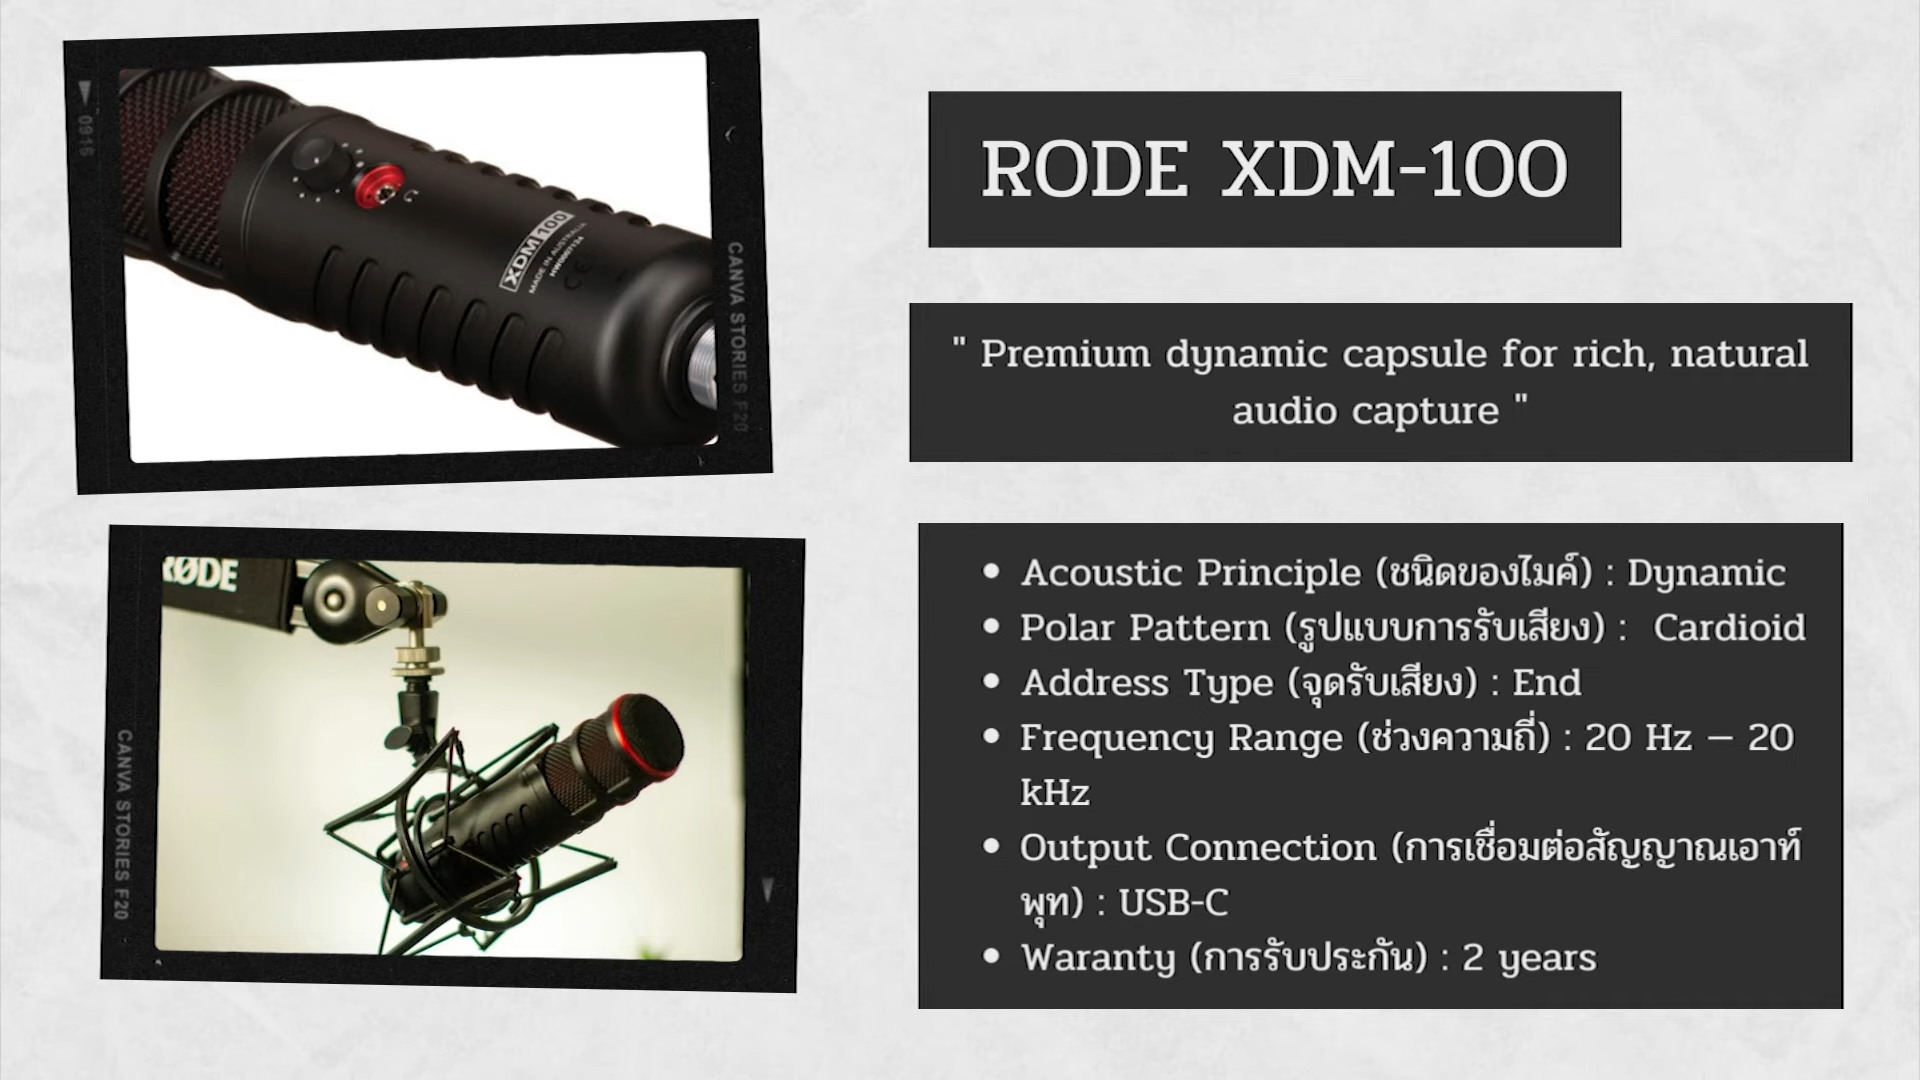 0916
CANVA STORIES F20
XDM 100
MADE IN AUSTRALIA
HW0007124
CE
RODE XDM-100
" Premium dynamic capsule for rich, natural
audio capture "
RØDE
CANVA STORIES F20
• Acoustic Principle (ชนิดของไมค์) : Dynamic
• Polar Pattern (รูปแบบการรับเสียง) : Cardioid
• Address Type (จุดรับเสียง) : End
• Frequency Range (ช่วงความถี่) : 20 Hz – 20
kHz
• Output Connection (การเชื่อมต่อสัญญาณเอาท์
พุท) : USB-C
• Waranty (การรับประกัน) : 2 years